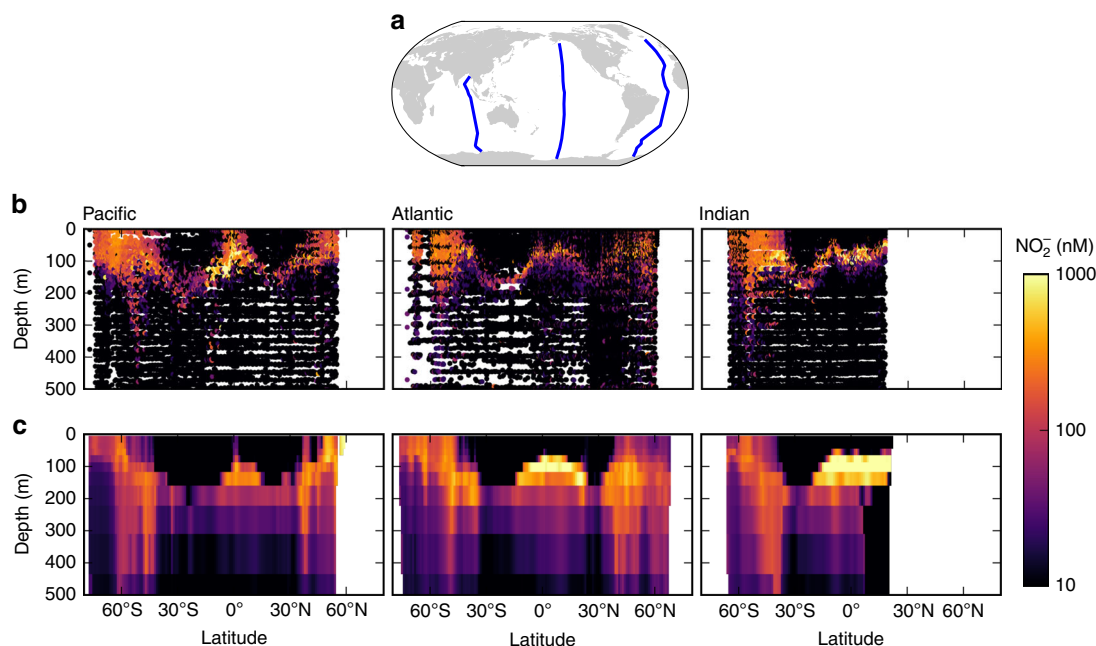 a
b
Pacific
Atlantic
Indian
0
100
200
300
400
500
Depth (m)
NO₂⁻ (nM)
1000
100
10
c
0
100
200
300
400
500
Depth (m)
60°S 30°S 0° 30°N 60°N
60°S 30°S 0° 30°N 60°N
60°S 30°S 0° 30°N 60°N
Latitude
Latitude
Latitude